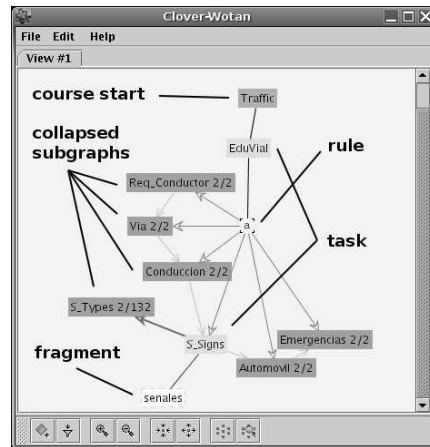 Clover-Wotan
File Edit Help
View #1
course start
Traffic
collapsed
subgraphs
EduVial
rule
Req_Conductor 2/2
Via 2/2
a
task
Conduccion 2/2
S_Types 2/132
S_Signs
Emergencias 2/2
fragment
Automovil 2/2
senales